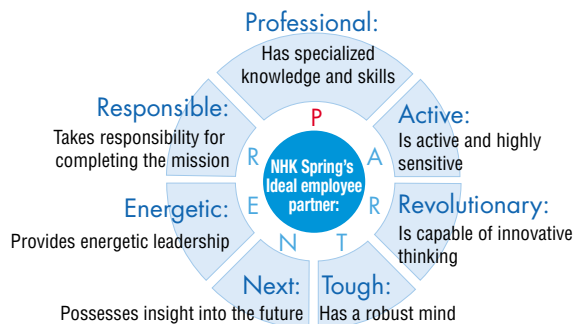 Professional:
Has specialized
knowledge and skills
P
Active:
Is active and highly
sensitive
A
Revolutionary:
Is capable of innovative
thinking
R
Tough:
Has a robust mind
T
Next:
Possesses insight into the future
N
Energetic:
Provides energetic leadership
E
Responsible:
Takes responsibility for
completing the mission
R
NHK Spring's
Ideal employee
partner: